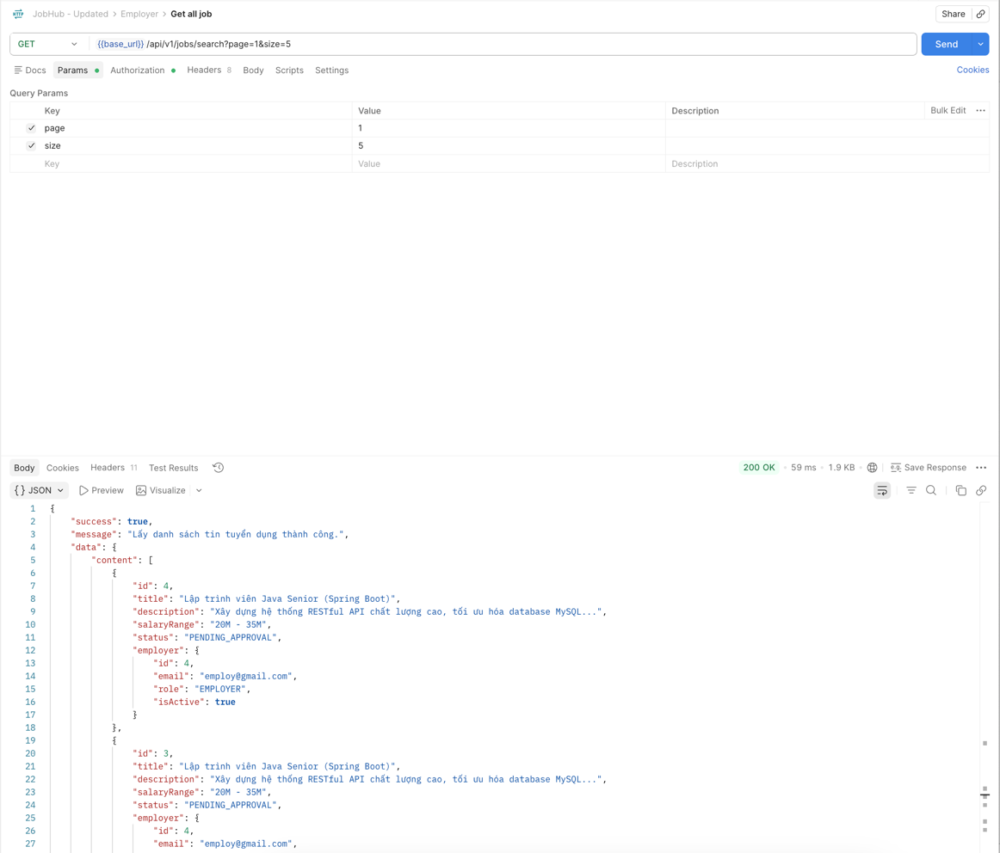 HTTP JobHub - Updated > Employer > Get all job Share
GET {{base_url}} /api/v1/jobs/search?page=1&size=5 Send
Docs Params Authorization Headers 8 Body Scripts Settings Cookies
Query Params
Key Value Description Bulk Edit
page 1
size 5
Key Value Description
Body Cookies Headers 11 Test Results 200 OK 59 ms 1.9 KB e.g. Save Response
{} JSON Preview Visualize
1 {
2 "success": true,
3 "message": "Lấy danh sách tin tuyển dụng thành công.",
4 "data": {
5 "content": [
6 {
7 "id": 4,
8 "title": "Lập trình viên Java Senior (Spring Boot)",
9 "description": "Xây dựng hệ thống RESTful API chất lượng cao, tối ưu hóa database MySQL...",
10 "salaryRange": "20M - 35M",
11 "status": "PENDING_APPROVAL",
12 "employer": {
13 "id": 4,
14 "email": "employ@gmail.com",
15 "role": "EMPLOYER",
16 "isActive": true
17 }
18 },
19 {
20 "id": 3,
21 "title": "Lập trình viên Java Senior (Spring Boot)",
22 "description": "Xây dựng hệ thống RESTful API chất lượng cao, tối ưu hóa database MySQL...",
23 "salaryRange": "20M - 35M",
24 "status": "PENDING_APPROVAL",
25 "employer": {
26 "id": 4,
27 "email": "employ@gmail.com",